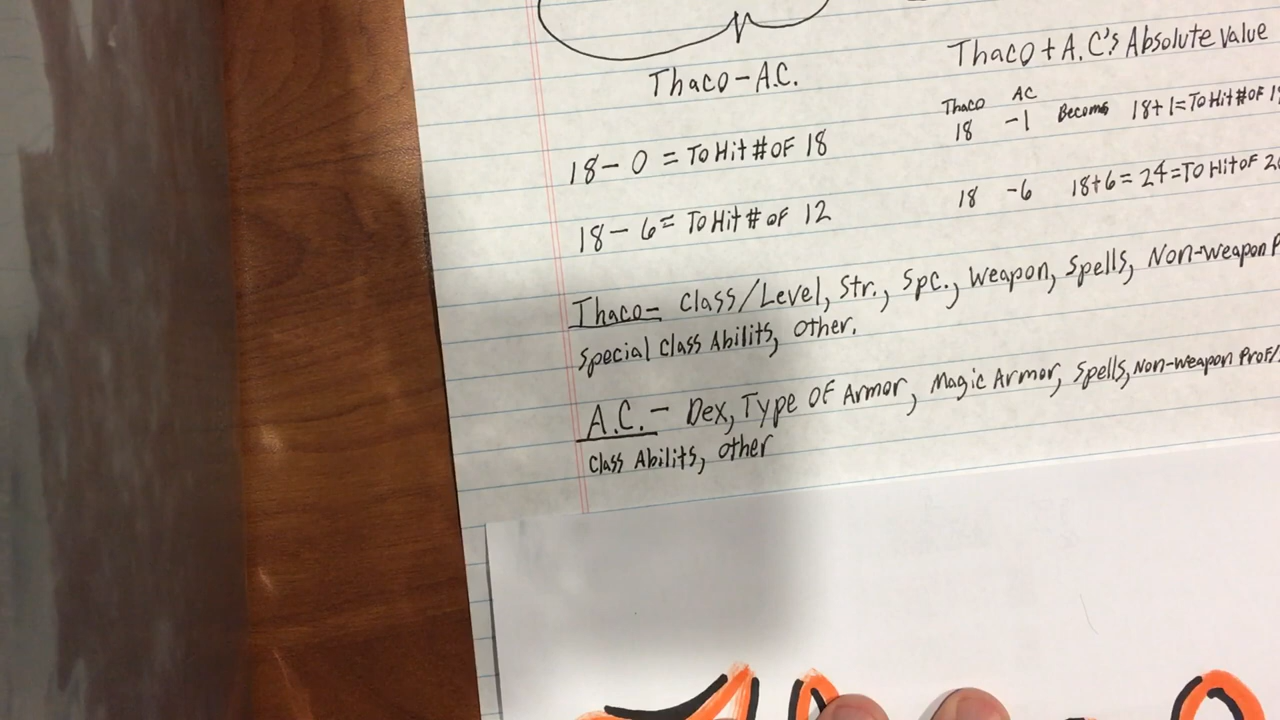 Thaco - A.C.
18 - 0 = To Hit # OF 18
18 - 6 = To Hit # OF 12
Thaco + A.C.'s Absolute Value
Thaco AC
18 -1 Becoms 18+1 = To Hit # OF
18 -6 18+6 = 24 = To Hit OF
Thaco - Class/Level, Str., Spc., Weapon, Spells, Non-weapon
Special Class Abilits, other.
A.C. - Dex, Type OF Armor, Magic Armor, Spells, Non-weapon Prof/
Class Abilits, other